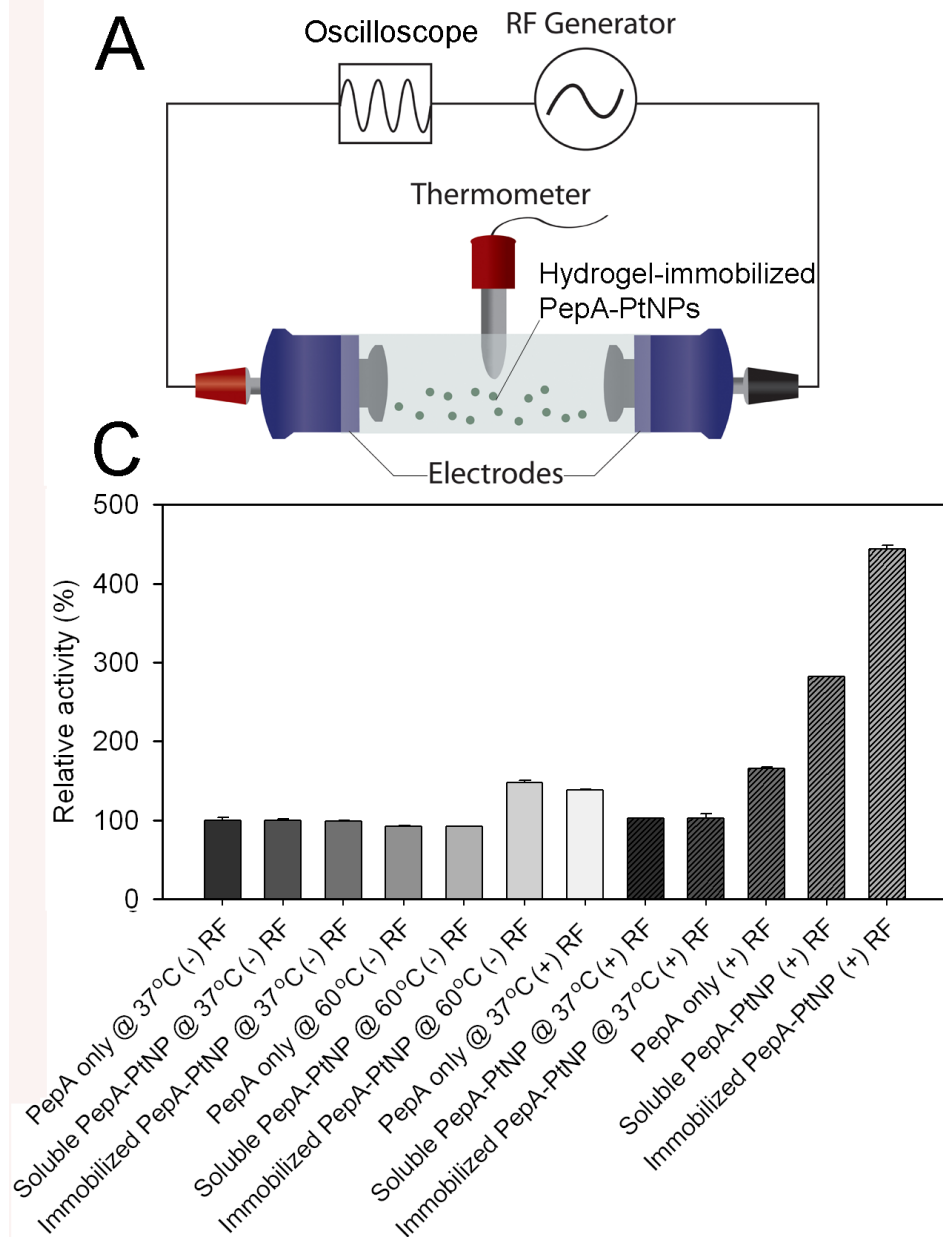 A
Oscilloscope
RF Generator
Thermometer
Hydrogel-immobilized
PepA-PtNPs
Electrodes
C
500
400
300
200
100
0
Relative activity (%)
PepA only @ 37°C (-) RF
Soluble PepA-PtNP @ 37°C (-) RF
Immobilized PepA-PtNP @ 37°C (-) RF
PepA only @ 60°C (-) RF
Soluble PepA-PtNP @ 60°C (-) RF
Immobilized PepA-PtNP @ 60°C (-) RF
PepA only @ 37°C (+) RF
Soluble PepA-PtNP @ 37°C (+) RF
Immobilized PepA-PtNP @ 37°C (+) RF
PepA only (+) RF
Soluble PepA-PtNP (+) RF
Immobilized PepA-PtNP (+) RF